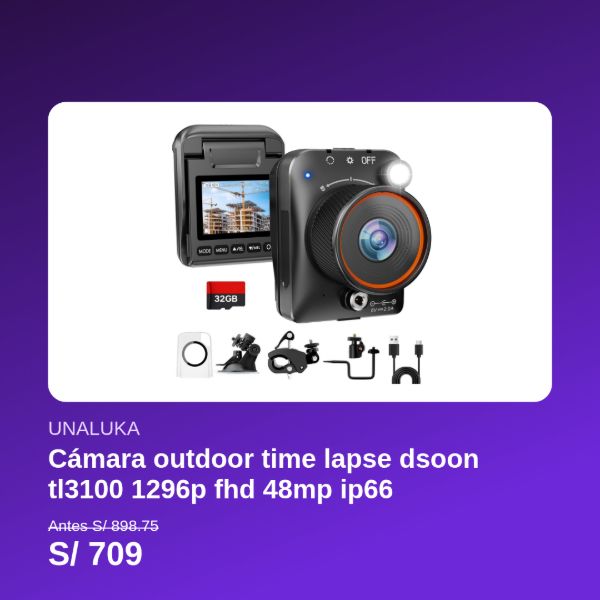 OFF
MODE
MENU
32GB
UNALUKA
Cámara outdoor time lapse dsoon
tl3100 1296p fhd 48mp ip66
Antes S/ 898.75
S/ 709